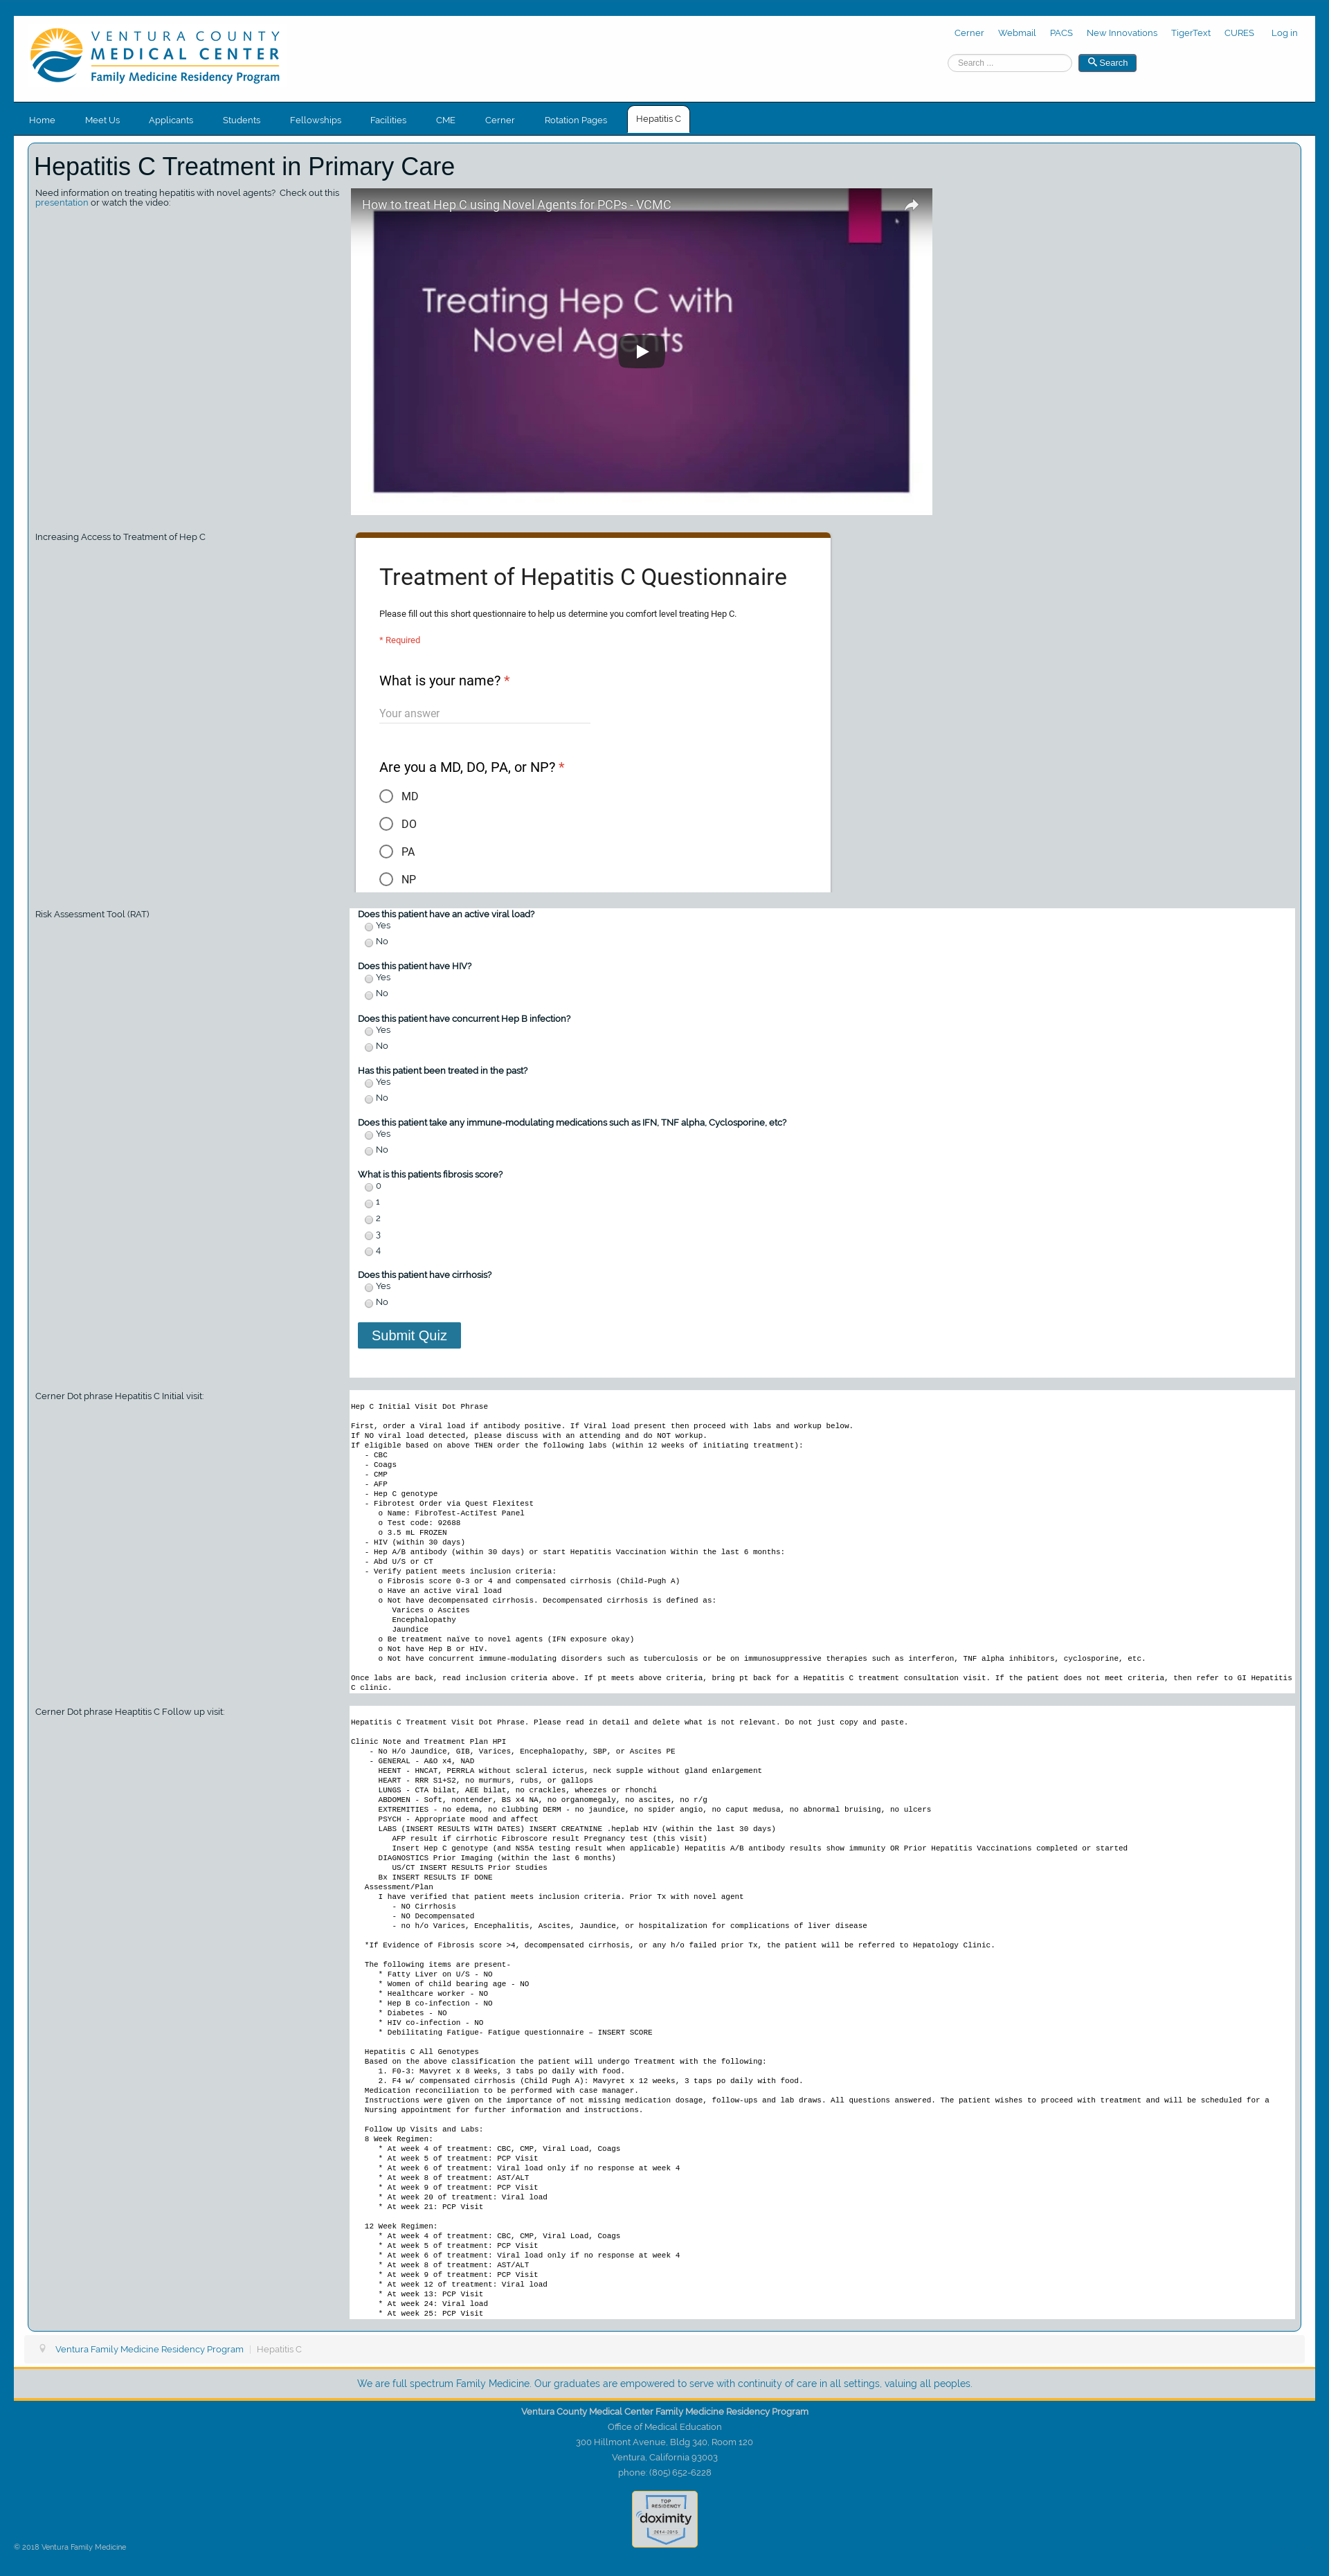 VENTURA COUNTY
MEDICAL CENTER
Family Medicine Residency Program
Cerner Webmail PACS New Innovations TigerText CURES Log in
Search ... Search
Home Meet Us Applicants Students Fellowships Facilities CME Cerner Rotation Pages Hepatitis C
Hepatitis C Treatment in Primary Care
Need information on treating hepatitis with novel agents? Check out this
presentation or watch the video:
How to treat Hep C using Novel Agents for PCPs - VCMC
Treating Hep C with
Novel Agents
Increasing Access to Treatment of Hep C
Treatment of Hepatitis C Questionnaire
Please fill out this short questionnaire to help us determine you comfort level treating Hep C.
* Required
What is your name? *
Your answer
Are you a MD, DO, PA, or NP? *
MD
DO
PA
NP
Risk Assessment Tool (RAT)
Does this patient have an active viral load?
Yes
No
Does this patient have HIV?
Yes
No
Does this patient have concurrent Hep B infection?
Yes
No
Has this patient been treated in the past?
Yes
No
Does this patient take any immune-modulating medications such as IFN, TNF alpha, Cyclosporine, etc?
Yes
No
What is this patients fibrosis score?
0
1
2
3
4
Does this patient have cirrhosis?
Yes
No
Submit Quiz
Cerner Dot phrase Hepatitis C Initial visit:
Hep C Initial Visit Dot Phrase
First, order a Viral load if antibody positive. If Viral load present then proceed with labs and workup below.
If NO viral load detected, please discuss with an attending and do NOT workup.
If eligible based on above THEN order the following labs (within 12 weeks of initiating treatment):
- CBC
- Coags
- CMP
- AFP
- Hep C genotype
- Fibrotest Order via Quest Flexitest
o Name: FibroTest-ActiTest Panel
o Test code: 92688
o 3.5 mL FROZEN
- HIV (within 30 days)
- Hep A/B antibody (within 30 days) or start Hepatitis Vaccination Within the last 6 months:
- Abd U/S or CT
- Verify patient meets inclusion criteria:
o Fibrosis score 0-3 or 4 and compensated cirrhosis (Child-Pugh A)
o Have an active viral load
o Not have decompensated cirrhosis. Decompensated cirrhosis is defined as:
Varices o Ascites
Encephalopathy
Jaundice
o Be treatment naïve to novel agents (IFN exposure okay)
o Not have Hep B or HIV.
o Not have concurrent immune-modulating disorders such as tuberculosis or be on immunosuppressive therapies such as interferon, TNF alpha inhibitors, cyclosporine, etc.
Once labs are back, read inclusion criteria above. If pt meets above criteria, bring pt back for a Hepatitis C treatment consultation visit. If the patient does not meet criteria, then refer to GI Hepatitis
C clinic.
Cerner Dot phrase Heaptitis C Follow up visit:
Hepatitis C Treatment Visit Dot Phrase. Please read in detail and delete what is not relevant. Do not just copy and paste.
Clinic Note and Treatment Plan HPI
- No H/o Jaundice, GIB, Varices, Encephalopathy, SBP, or Ascites PE
- GENERAL - A&O x4, NAD
HEENT - HNCAT, PERRLA without scleral icterus, neck supple without gland enlargement
HEART - RRR S1+S2, no murmurs, rubs, or gallops
LUNGS - CTA bilat, AEE bilat, no crackles, wheezes or rhonchi
ABDOMEN - Soft, nontender, BS x4 NA, no organomegaly, no ascites, no r/g
EXTREMITIES - no edema, no clubbing DERM - no jaundice, no spider angio, no caput medusa, no abnormal bruising, no ulcers
PSYCH - Appropriate mood and affect
LABS (INSERT RESULTS WITH DATES) INSERT CREATNINE .heplab HIV (within the last 30 days)
AFP result if cirrhotic Fibroscore result Pregnancy test (this visit)
Insert Hep C genotype (and NS5A testing result when applicable) Hepatitis A/B antibody results show immunity OR Prior Hepatitis Vaccinations completed or started
DIAGNOSTICS Prior Imaging (within the last 6 months)
US/CT INSERT RESULTS Prior Studies
Bx INSERT RESULTS IF DONE
Assessment/Plan
I have verified that patient meets inclusion criteria. Prior Tx with novel agent
- NO Cirrhosis
- NO Decompensated
- no h/o Varices, Encephalitis, Ascites, Jaundice, or hospitalization for complications of liver disease
*If Evidence of Fibrosis score >4, decompensated cirrhosis, or any h/o failed prior Tx, the patient will be referred to Hepatology Clinic.
The following items are present-
* Fatty Liver on U/S - NO
* Women of child bearing age - NO
* Healthcare worker - NO
* Hep B co-infection - NO
* Diabetes - NO
* HIV co-infection - NO
* Debilitating Fatigue- Fatigue questionnaire – INSERT SCORE
Hepatitis C All Genotypes
Based on the above classification the patient will undergo Treatment with the following:
1. F0-3: Mavyret x 8 Weeks, 3 tabs po daily with food.
2. F4 w/ compensated cirrhosis (Child Pugh A): Mavyret x 12 weeks, 3 taps po daily with food.
Medication reconciliation to be performed with case manager.
Instructions were given on the importance of not missing medication dosage, follow-ups and lab draws. All questions answered. The patient wishes to proceed with treatment and will be scheduled for a
Nursing appointment for further information and instructions.
Follow Up Visits and Labs:
8 Week Regimen:
* At week 4 of treatment: CBC, CMP, Viral Load, Coags
* At week 5 of treatment: PCP Visit
* At week 6 of treatment: Viral load only if no response at week 4
* At week 8 of treatment: AST/ALT
* At week 9 of treatment: PCP Visit
* At week 20 of treatment: Viral load
* At week 21: PCP Visit
12 Week Regimen:
* At week 4 of treatment: CBC, CMP, Viral Load, Coags
* At week 5 of treatment: PCP Visit
* At week 6 of treatment: Viral load only if no response at week 4
* At week 8 of treatment: AST/ALT
* At week 9 of treatment: PCP Visit
* At week 12 of treatment: Viral load
* At week 13: PCP Visit
* At week 24: Viral load
* At week 25: PCP Visit
Ventura Family Medicine Residency Program | Hepatitis C
We are full spectrum Family Medicine. Our graduates are empowered to serve with continuity of care in all settings, valuing all peoples.
Ventura County Medical Center Family Medicine Residency Program
Office of Medical Education
300 Hillmont Avenue, Bldg 340, Room 120
Ventura, California 93003
phone: (805) 652-6228
TOP
RESIDENCY
doximity
2014-2015
© 2018 Ventura Family Medicine